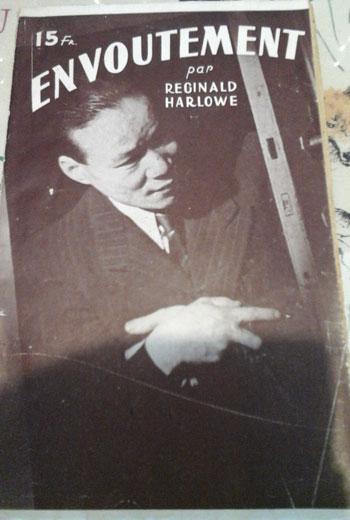 15 Fr.
ENVOUTEMENT
par
REGINALD
HARLOWE